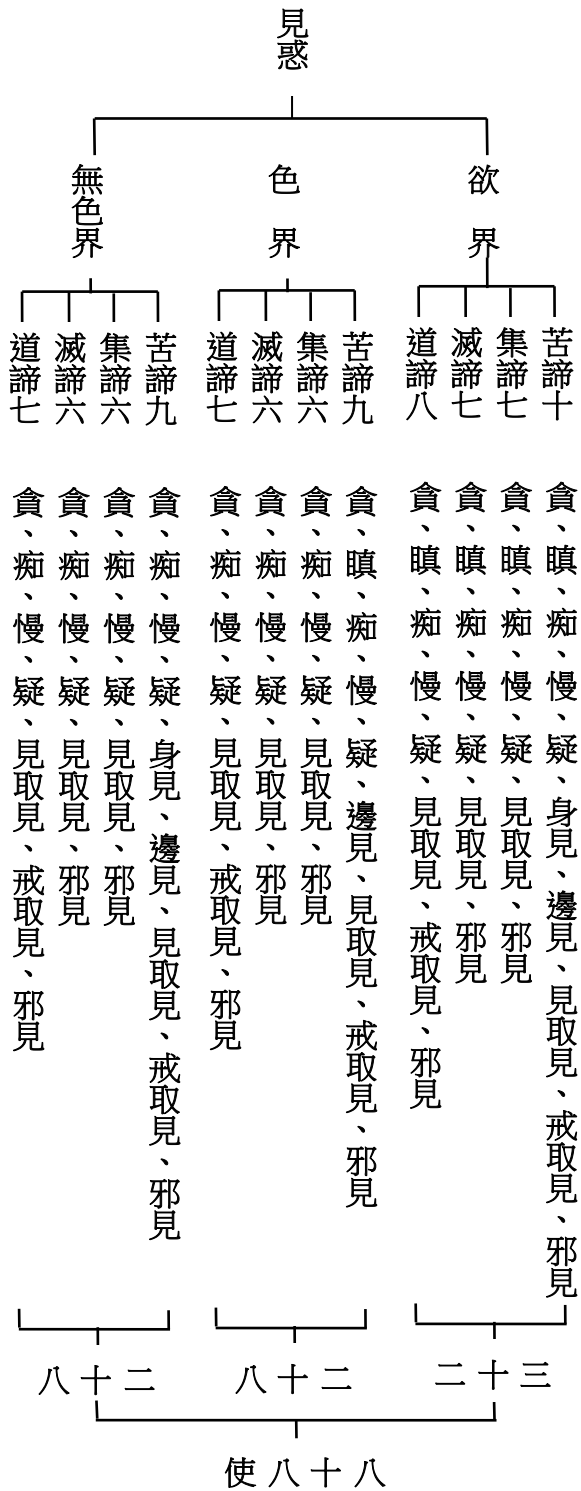 見惑
欲界
色界
無色界
苦諦十
集諦七
滅諦七
道諦八
苦諦九
集諦六
滅諦六
道諦七
苦諦九
集諦六
滅諦六
道諦七
貪、瞋、痴、慢、疑、身見、邊見、見取見、戒取見、邪見
貪、瞋、痴、慢、疑、見取見、邪見
貪、瞋、痴、慢、疑、見取見、邪見
貪、瞋、痴、慢、疑、見取見、戒取見、邪見
貪、瞋、痴、慢、疑、邊見、見取見、戒取見、邪見
貪、痴、慢、疑、見取見、邪見
貪、痴、慢、疑、見取見、邪見
貪、痴、慢、疑、見取見、戒取見、邪見
貪、痴、慢、疑、身見、邊見、見取見、戒取見、邪見
貪、痴、慢、疑、見取見、邪見
貪、痴、慢、疑、見取見、邪見
貪、痴、慢、疑、見取見、戒取見、邪見
三十二
二十八
二十八
八十八使